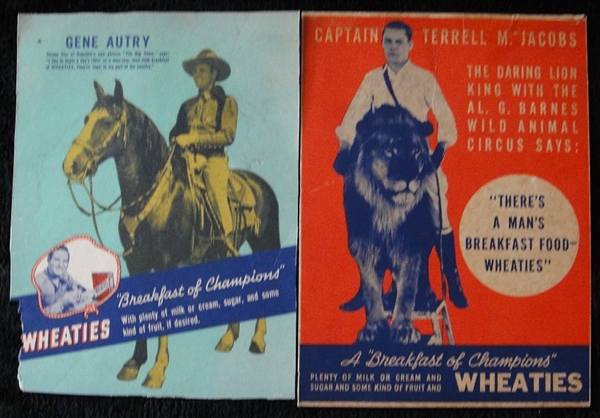 GENE AUTRY
"Breakfast of Champions"
With plenty of milk or cream, sugar, and some
kind of fruit, if desired.
WHEATIES
CAPTAIN TERRELL M. JACOBS
THE DARING LION
KING WITH THE
AL. G. BARNES
WILD ANIMAL
CIRCUS SAYS:
"THERE'S
A MAN'S
BREAKFAST FOOD—
WHEATIES"
A "Breakfast of Champions"
PLENTY OF MILK OR CREAM AND
SUGAR AND SOME KIND OF FRUIT AND
WHEATIES